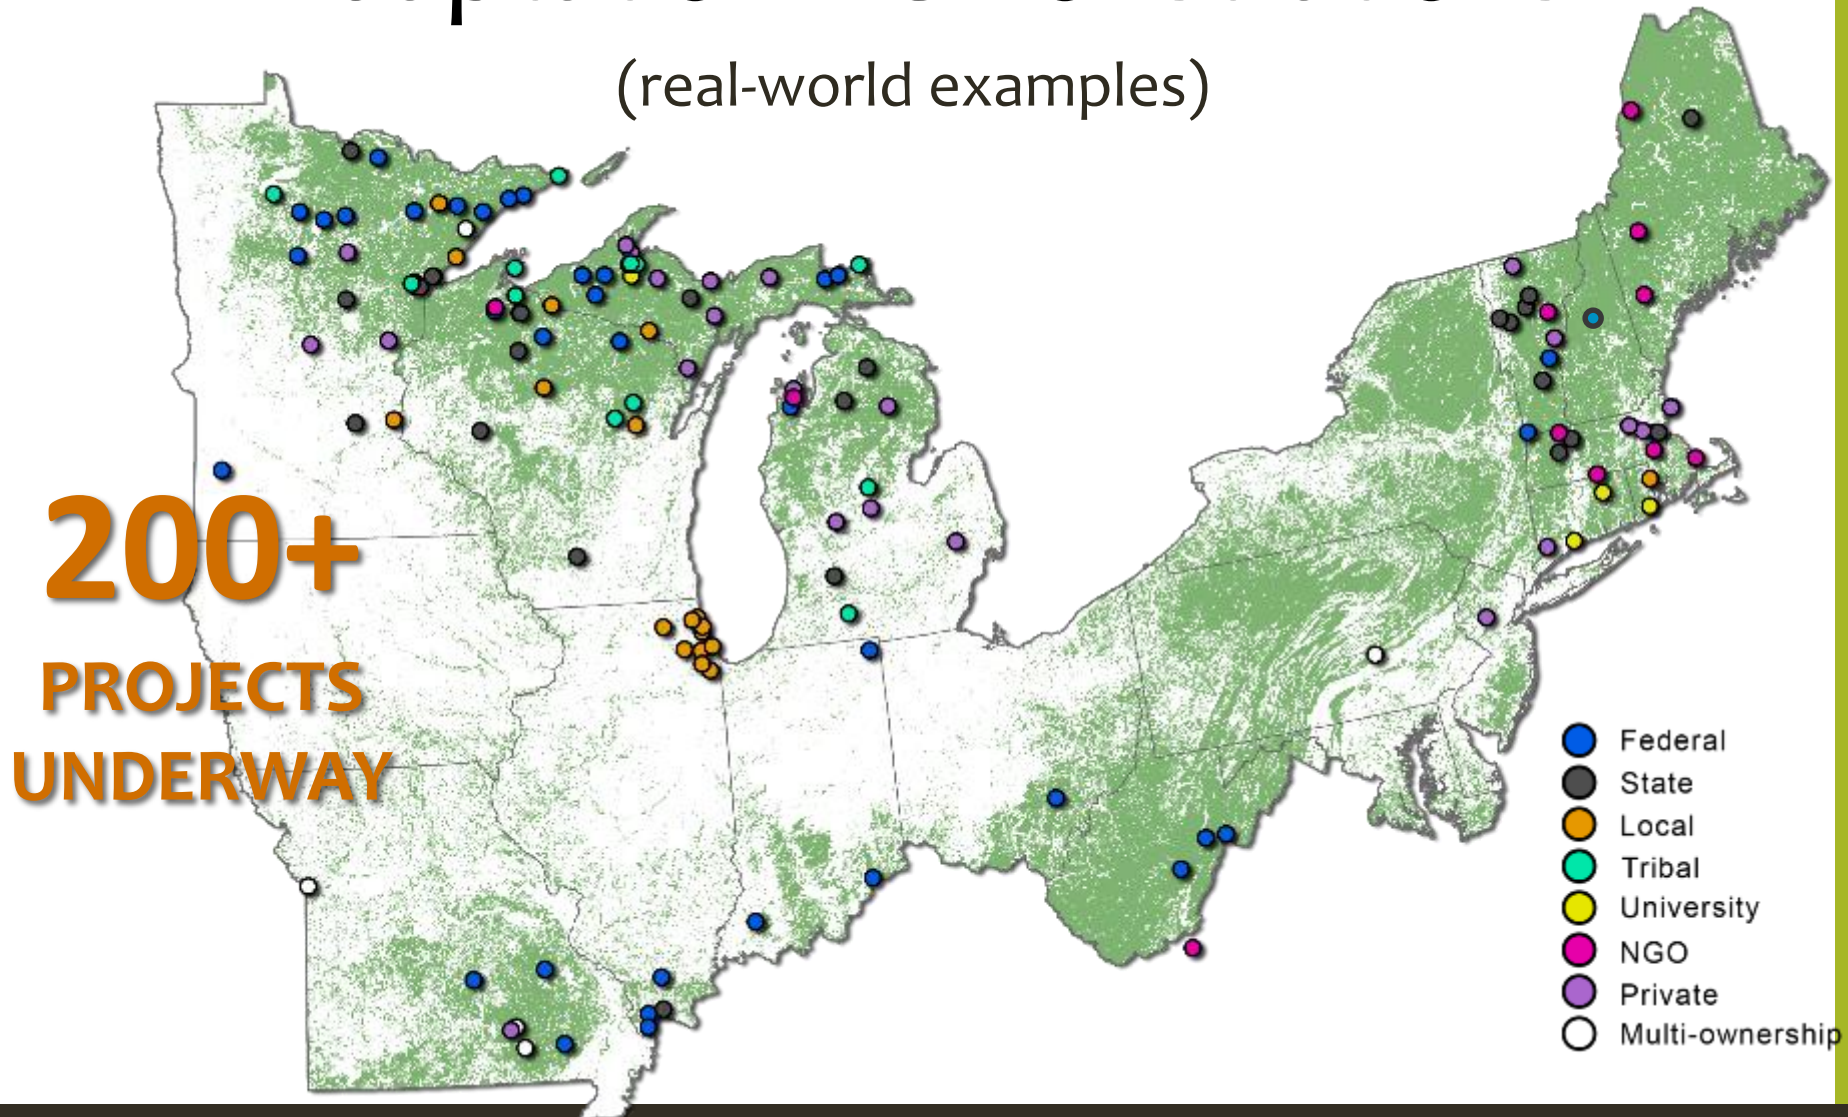 (real-world examples)
200+
PROJECTS
UNDERWAY
Federal
State
Local
Tribal
University
NGO
Private
Multi-ownership